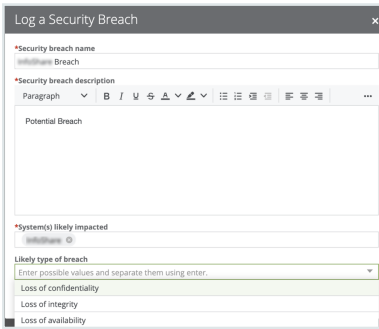 Log a Security Breach
×
*Security breach name
Breach
*Security breach description
Paragraph B I U S A
Potential Breach
*System(s) likely impacted
Likely type of breach
Enter possible values and separate them using enter.
Loss of confidentiality
Loss of integrity
Loss of availability